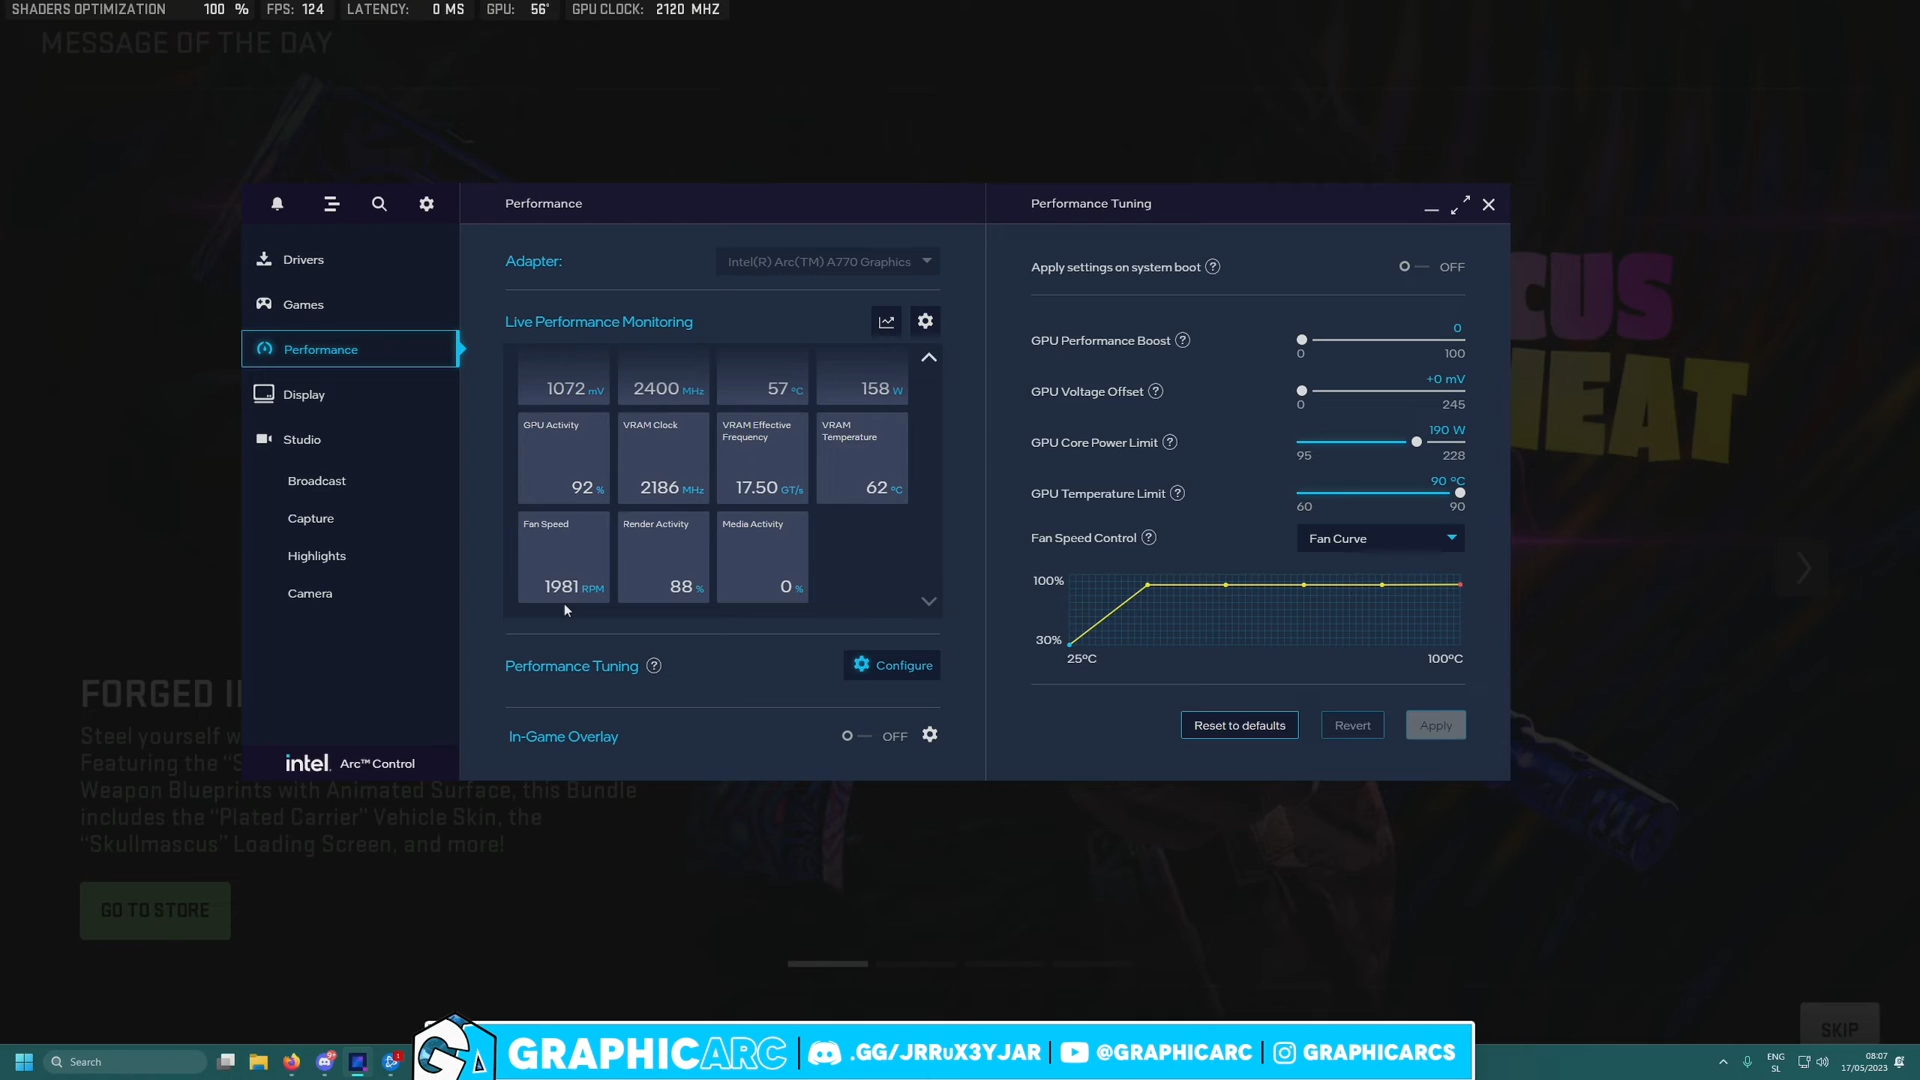 SHADERS OPTIMIZATION 100 % FPS: 124 LATENCY: 0 MS GPU: 56° GPU CLOCK: 2120 MHZ
MESSAGE OF THE DAY
Performance
Performance Tuning
Drivers
Games
Performance
Display
Studio
Broadcast
Capture
Highlights
Camera
intel. Arc™ Control
Adapter: Intel(R) Arc(TM) A770 Graphics
Live Performance Monitoring
1072 mV 2400 MHz 57 °C 158 W
GPU Activity
92 %
VRAM Clock
2186 MHz
VRAM Effective
Frequency
17.50 GT/s
VRAM
Temperature
62 °C
Fan Speed
1981 RPM
Render Activity
88 %
Media Activity
0 %
Performance Tuning ? Configure
In-Game Overlay OFF
Apply settings on system boot ? OFF
GPU Performance Boost ? 0
0 100
GPU Voltage Offset ? +0 mV
0 245
GPU Core Power Limit ? 190 W
95 228
GPU Temperature Limit ? 90 °C
60 90
Fan Speed Control ? Fan Curve
100%
30%
25°C 100°C
Reset to defaults Revert Apply
CUS
EAT
FORGED I
Steel yourself w
Featuring the “S
Weapon Blueprints with Animated Surface, this Bundle
includes the “Plated Carrier” Vehicle Skin, the
“Skullmascus” Loading Screen, and more!
GO TO STORE
SKIP
GRAPHICARC .GG/JRRuX3YJAR @GRAPHICARC GRAPHICARCS
Search
ENG
SL
08:07
17/05/2023